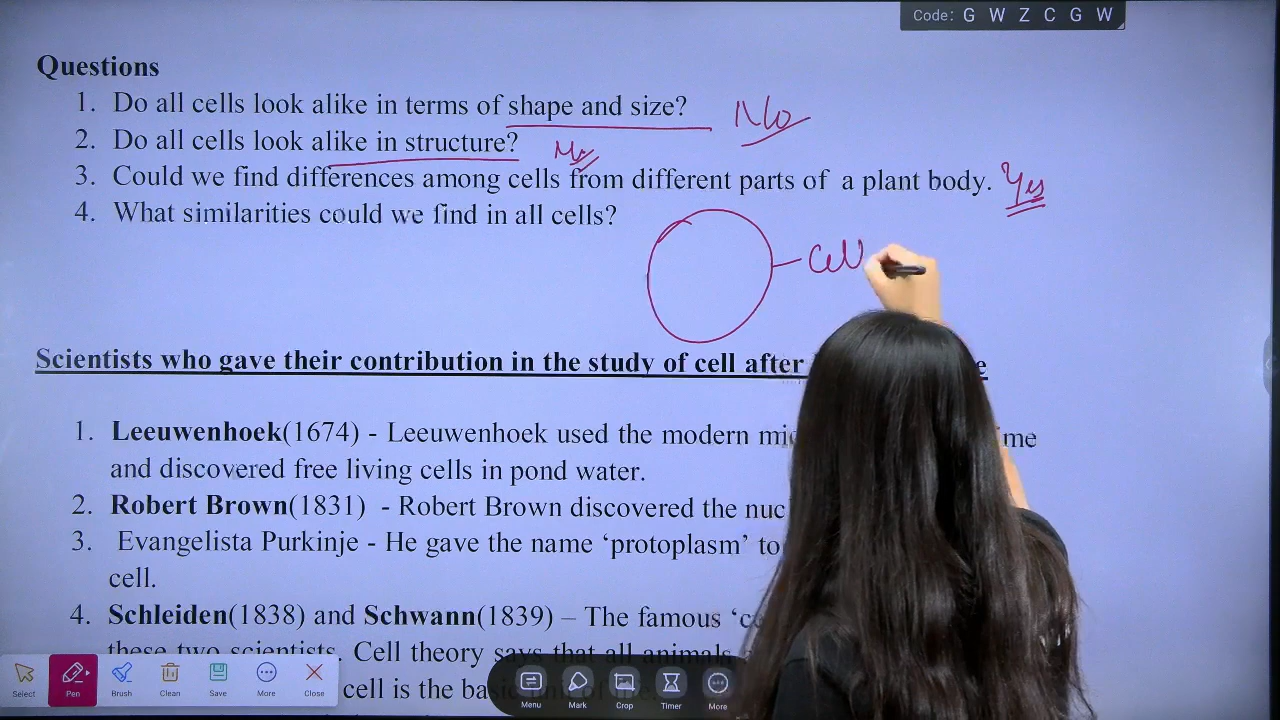 Code: G W Z C G W
Questions
1. Do all cells look alike in terms of shape and size? No
2. Do all cells look alike in structure? No
3. Could we find differences among cells from different parts of a plant body. Yes
4. What similarities could we find in all cells?
Cell
Scientists who gave their contribution in the study of cell after
1. Leeuwenhoek(1674) - Leeuwenhoek used the modern
and discovered free living cells in pond water.
2. Robert Brown(1831) - Robert Brown discovered the
3. Evangelista Purkinje - He gave the name ‘protoplasm’ to
cell.
4. Schleiden(1838) and Schwann(1839) – The famous
these two scientists. Cell theory says that all animals
cell is the
Select Pen Brush Clean Save More Close
Menu Mark Crop Timer More